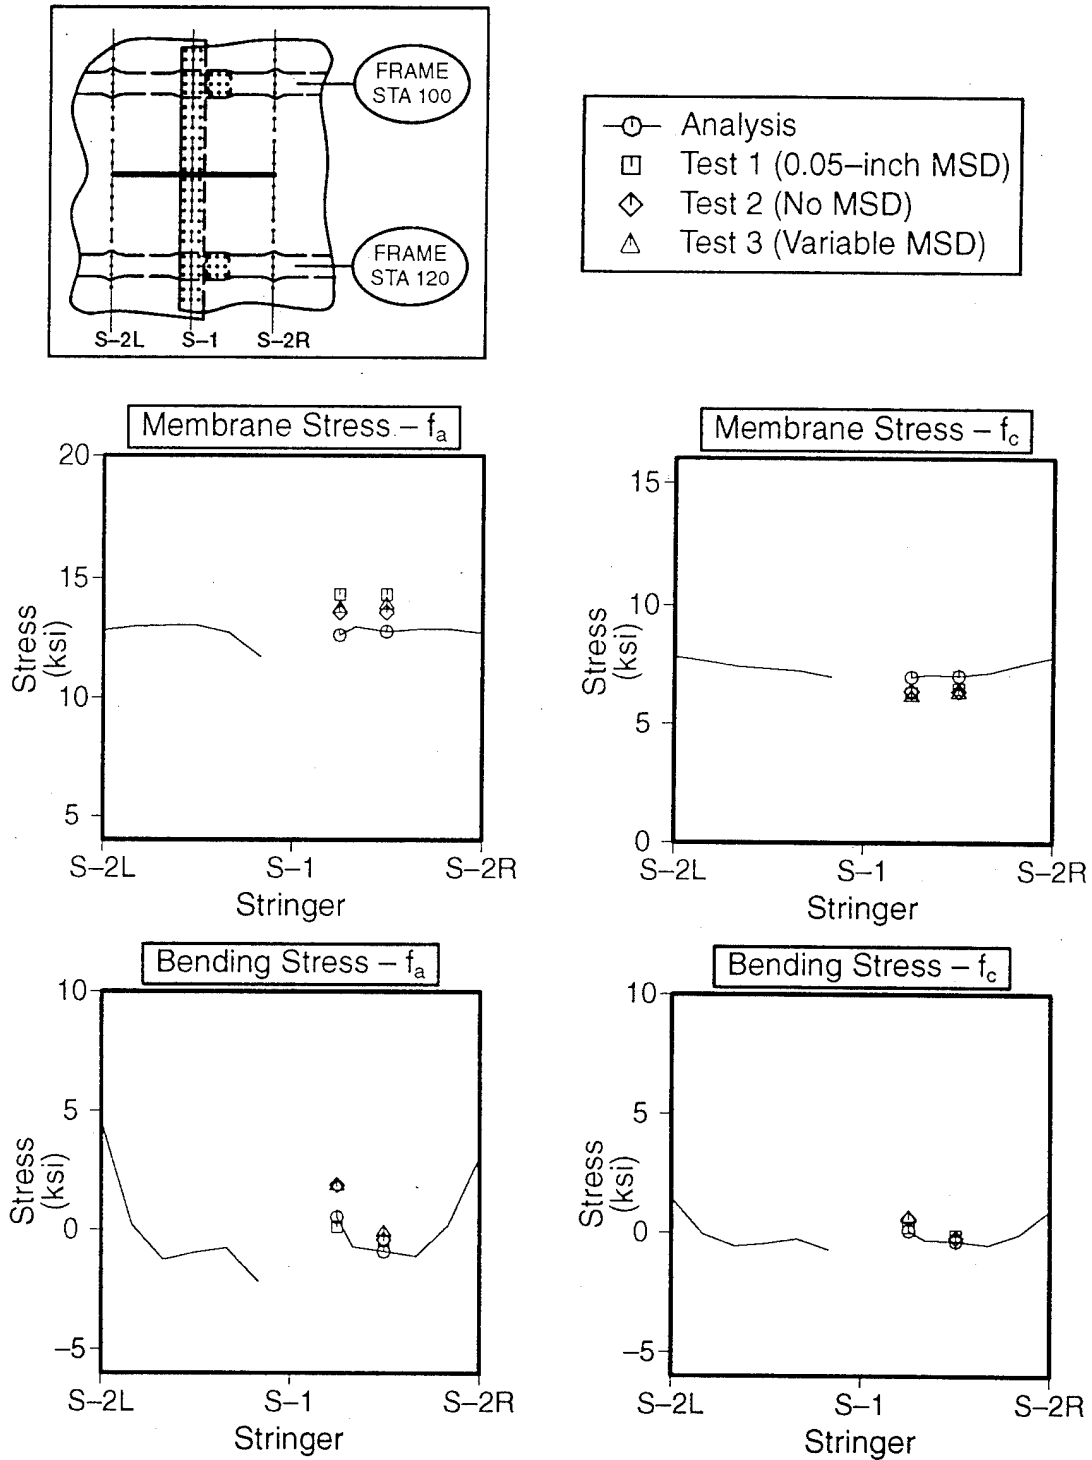 FRAME
STA 100
FRAME
STA 120
S–2L S–1 S–2R
Analysis
Test 1 (0.05–inch MSD)
Test 2 (No MSD)
Test 3 (Variable MSD)
Membrane Stress – fa
20
15
10
5
Stress
(ksi)
S–2L S–1 S–2R
Stringer
Membrane Stress – fc
15
10
5
0
Stress
(ksi)
S–2L S–1 S–2R
Stringer
Bending Stress – fa
10
5
0
–5
Stress
(ksi)
S–2L S–1 S–2R
Stringer
Bending Stress – fc
10
5
0
–5
Stress
(ksi)
S–2L S–1 S–2R
Stringer